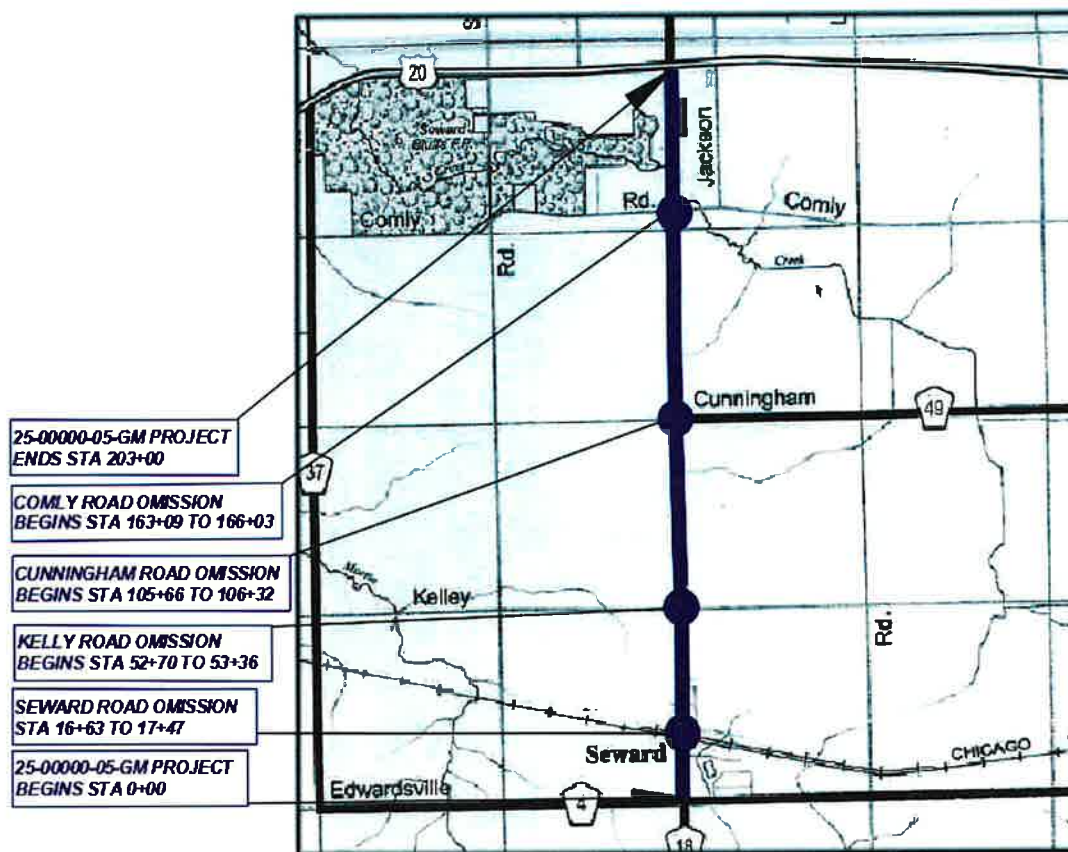 20
Seward
Bluffs F.P.
Creek
Jackson
Comly
Rd.
Comly
Rd.
Creek
Cunningham
49
37
25-00000-05-GM PROJECT
ENDS STA 203+00
COMLY ROAD OMISSION
BEGINS STA 163+09 TO 166+03
CUNNINGHAM ROAD OMISSION
BEGINS STA 105+66 TO 106+32
KELLY ROAD OMISSION
BEGINS STA 52+70 TO 53+36
SEWARD ROAD OMISSION
STA 16+63 TO 17+47
25-00000-05-GM PROJECT
BEGINS STA 0+00
Kelley
Rd.
Seward
CHICAGO
Edwardsville
4
18